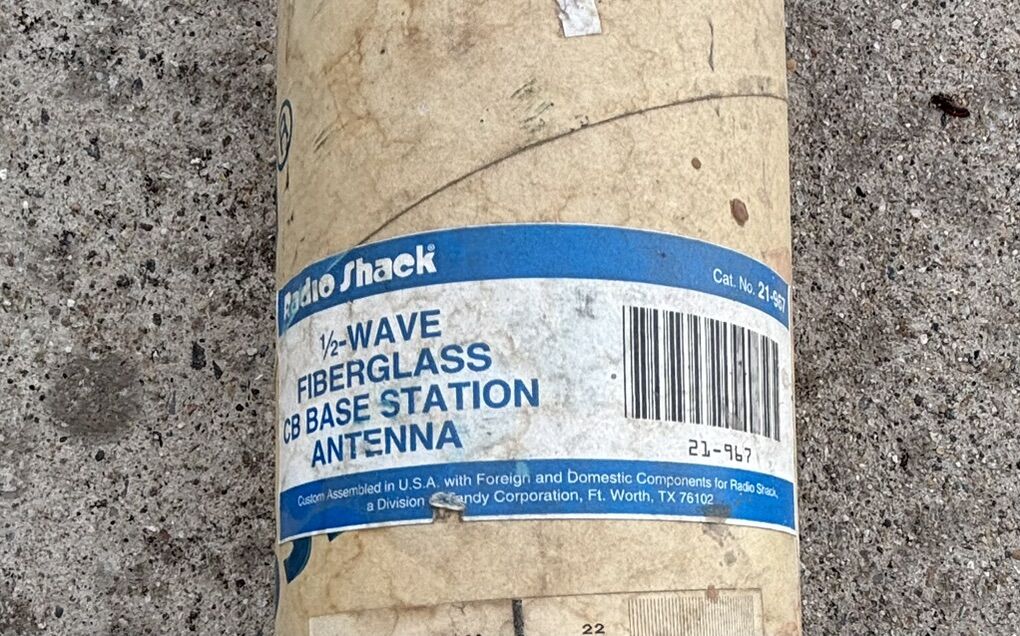 Radio Shack®
Cat. No. 21-967
½-WAVE
FIBERGLASS
CB BASE STATION
ANTENNA
21-967
Custom Assembled in U.S.A. with Foreign and Domestic Components for Radio Shack,
a Division Tandy Corporation, Ft. Worth, TX 76102
22